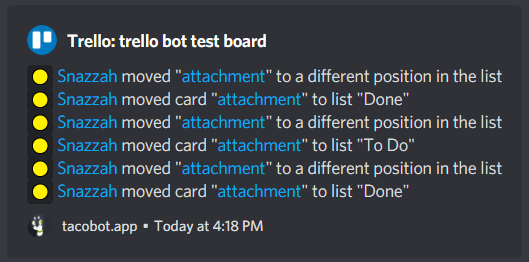 Trello: trello bot test board
Snazzah moved "attachment" to a different position in the list
Snazzah moved card "attachment" to list "Done"
Snazzah moved "attachment" to a different position in the list
Snazzah moved card "attachment" to list "To Do"
Snazzah moved "attachment" to a different position in the list
Snazzah moved card "attachment" to list "Done"
tacobot.app • Today at 4:18 PM